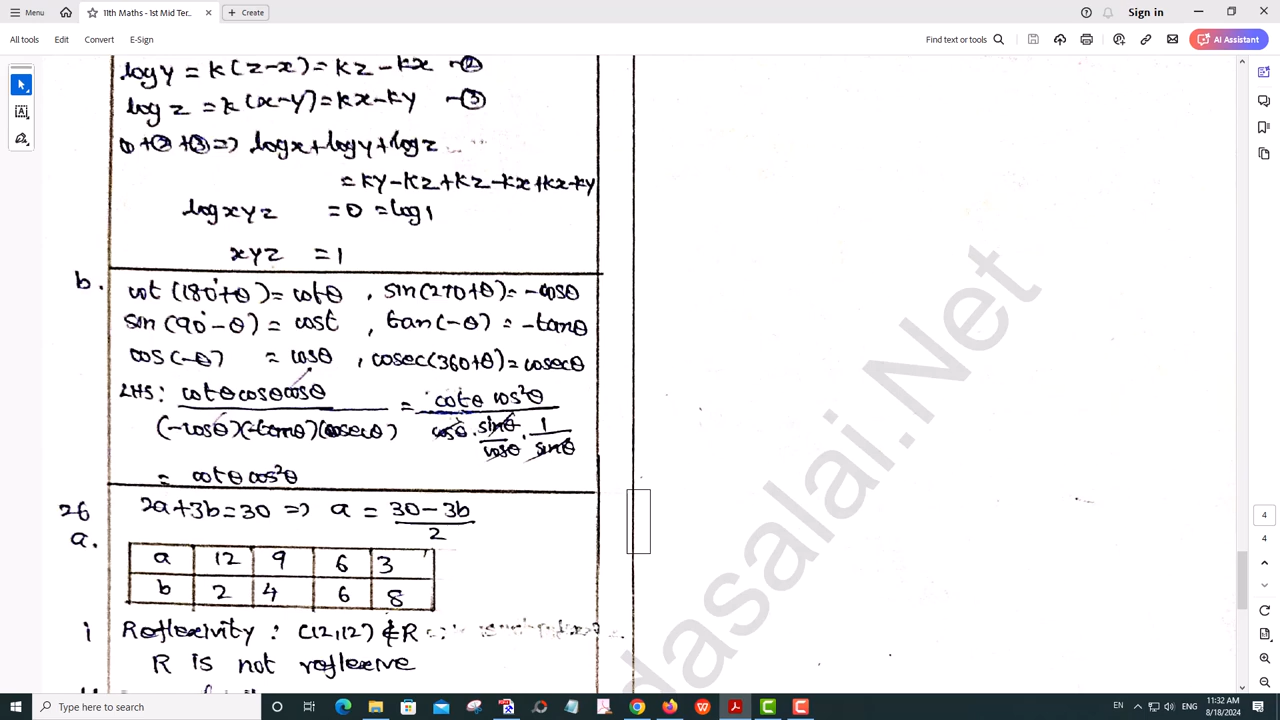 Menu
11th Maths - 1st Mid Ter...
Create
Sign in
All tools Edit Convert E-Sign
Find text or tools
AI Assistant
log y = k(z-x) = kz - kx -②
log z = k(x-y) = kx - ky -③
①+②+③ => log x + log y + log z
= ky - kz + kz - kx + kx - ky
log xyz = 0 = log 1
xyz = 1
b.
cot (180°+θ) = cotθ , sin(270+θ) = -cosθ
sin (90°-θ) = cost , tan(-θ) = -tanθ
cos(-θ) = cosθ , cosec(360+θ) = cosecθ
LHS: cotθ cosθ cosθ / (-cosθ)(-tanθ)(cosecθ) = cotθ cos²θ / cosθ . sinθ/cosθ . 1/sinθ
= cotθ cos²θ
26 2a+3b=30 => a = 30-3b / 2
a.
a 12 9 6 3
b 2 4 6 8
i Reflexivity : (12,12) ∉ R
R is not reflexive
dasalai.Net
4
4
Type here to search
EN
ENG
11:32 AM
8/18/2024